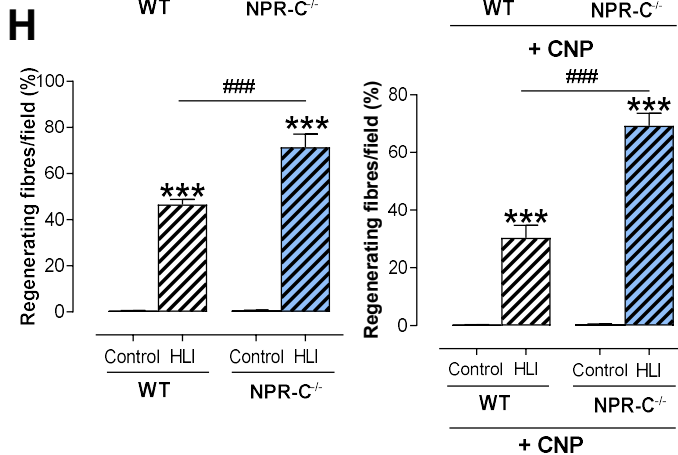 WT NPR-C-/-
WT NPR-C-/-
+ CNP
H
Regenerating fibres/field (%)
100
80
60
40
20
0
###
***
***
Control HLI Control HLI
WT NPR-C-/-
Regenerating fibres/field (%)
80
60
40
20
0
###
***
***
Control HLI Control HLI
WT NPR-C-/-
+ CNP